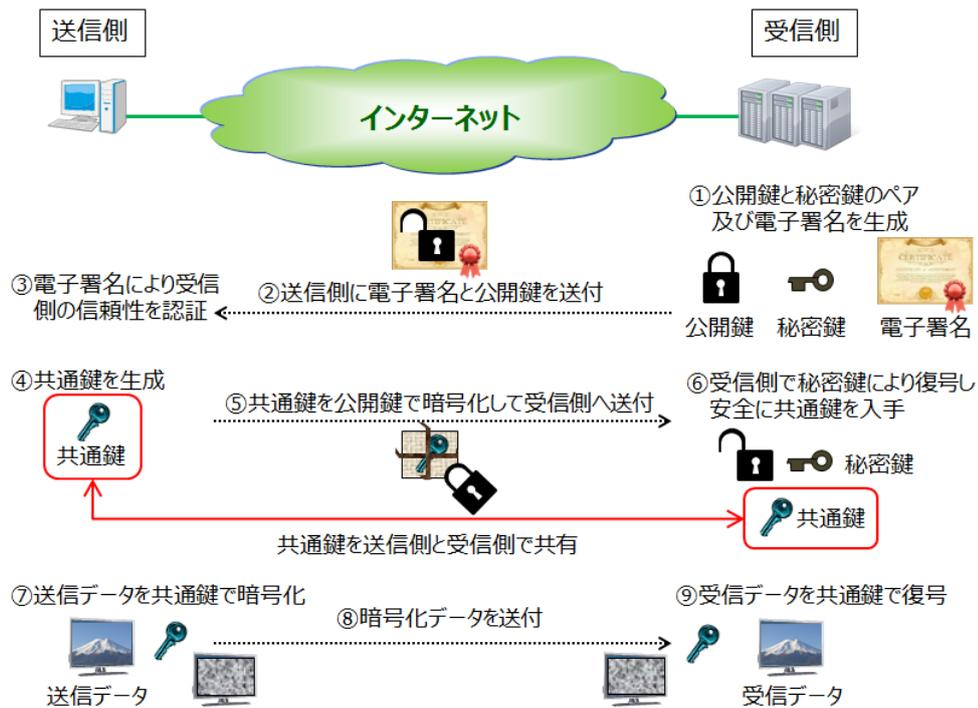 送信側
受信側
インターネット
①公開鍵と秘密鍵のペア
及び電子署名を生成
CERTIFICATE
公開鍵
秘密鍵
電子署名
②送信側に電子署名と公開鍵を送付
③電子署名により受信
側の信頼性を認証
④共通鍵を生成
共通鍵
⑤共通鍵を公開鍵で暗号化して受信側へ送付
⑥受信側で秘密鍵により復号し
安全に共通鍵を入手
秘密鍵
共通鍵
共通鍵を送信側と受信側で共有
⑦送信データを共通鍵で暗号化
⑧暗号化データを送付
⑨受信データを共通鍵で復号
送信データ
受信データ